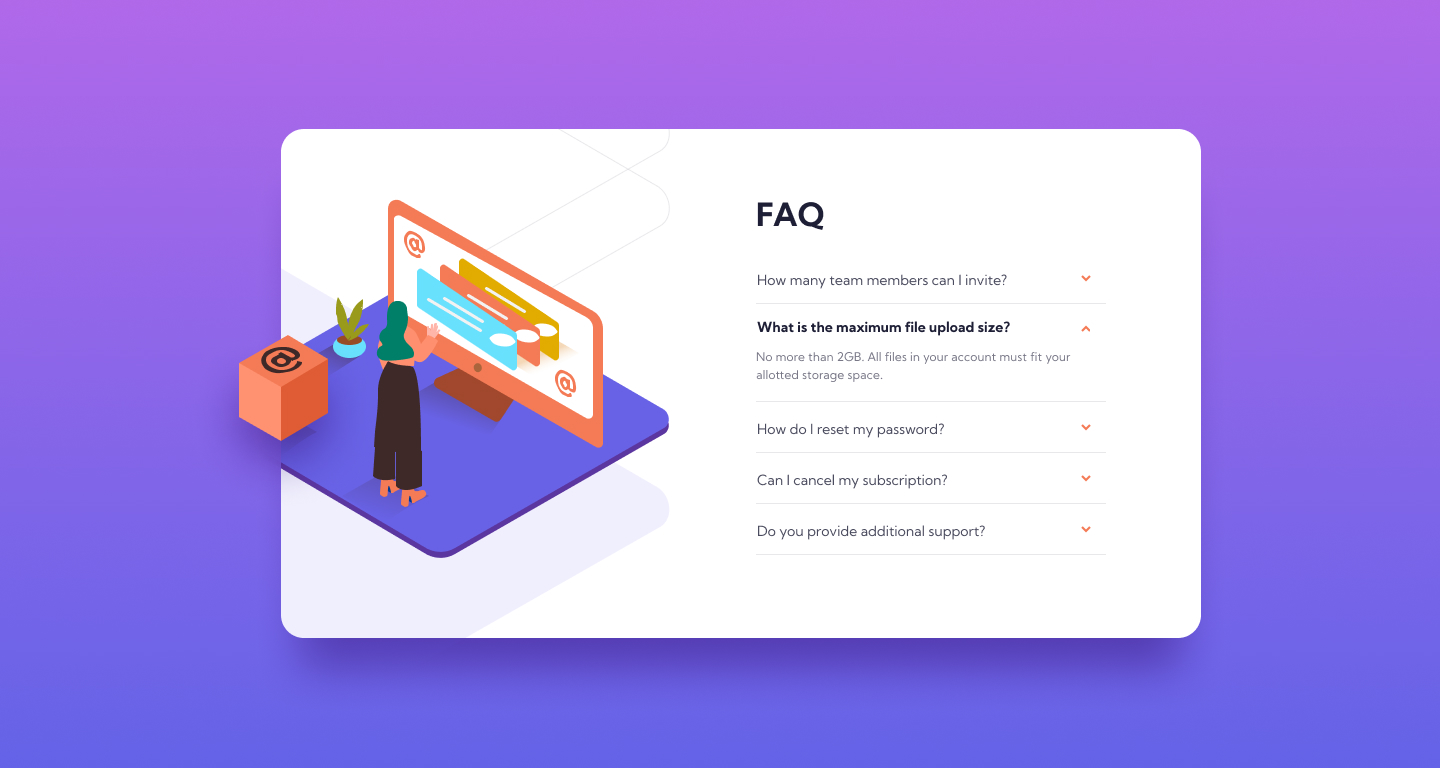 @
@
@
FAQ
How many team members can I invite?
What is the maximum file upload size?
No more than 2GB. All files in your account must fit your
allotted storage space.
How do I reset my password?
Can I cancel my subscription?
Do you provide additional support?